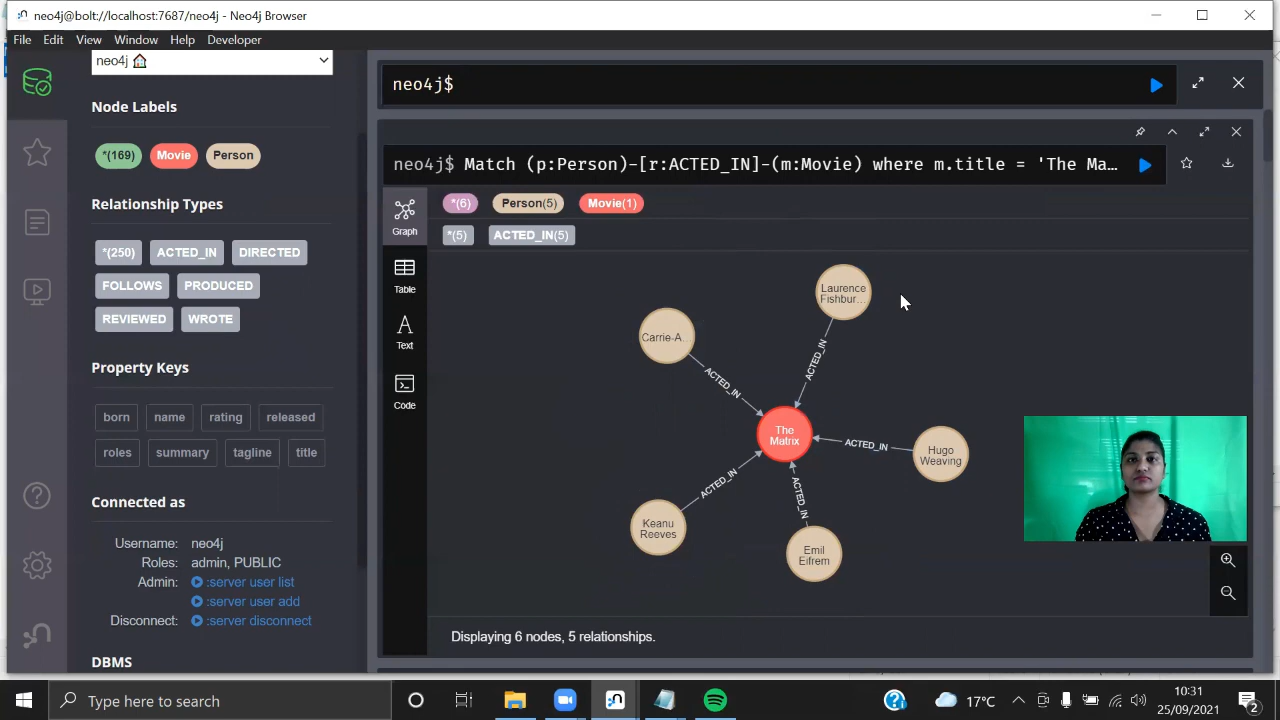 neo4j@bolt://localhost:7687/neo4j - Neo4j Browser
File Edit View Window Help Developer
neo4j
Node Labels
*(169) Movie Person
Relationship Types
*(250) ACTED_IN DIRECTED
FOLLOWS PRODUCED
REVIEWED WROTE
Property Keys
born name rating released
roles summary tagline title
Connected as
Username: neo4j
Roles: admin, PUBLIC
Admin: :server user list
:server user add
Disconnect: :server disconnect
DBMS
neo4j$
neo4j$ Match (p:Person)-[r:ACTED_IN]-(m:Movie) where m.title = 'The Ma…
Graph
Table
Text
Code
*(6) Person(5) Movie(1)
*(5) ACTED_IN(5)
Laurence
Fishbur…
Carrie-A…
ACTED_IN
ACTED_IN
The
Matrix
ACTED_IN
Hugo
Weaving
ACTED_IN
ACTED_IN
Keanu
Reeves
Emil
Eifrem
Displaying 6 nodes, 5 relationships.
Type here to search
17°C
10:31
25/09/2021
2